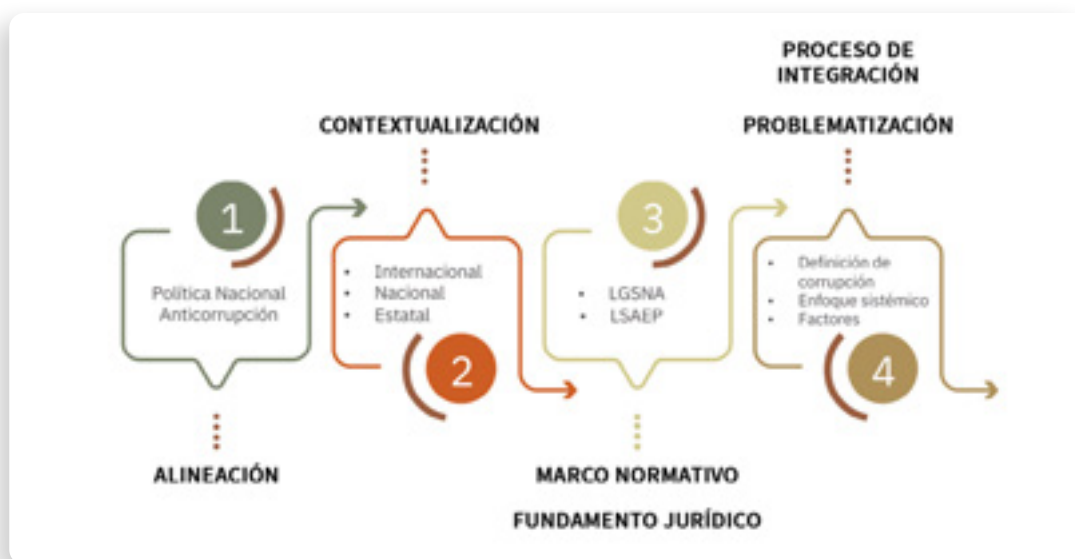 PROCESO DE
INTEGRACIÓN
CONTEXTUALIZACIÓN
PROBLEMATIZACIÓN
1
Política Nacional
Anticorrupción
ALINEACIÓN
• Internacional
• Nacional
• Estatal
2
3
• LGSNA
• LSAEP
MARCO NORMATIVO
FUNDAMENTO JURÍDICO
• Definición de
corrupción
• Enfoque sistémico
• Factores
4